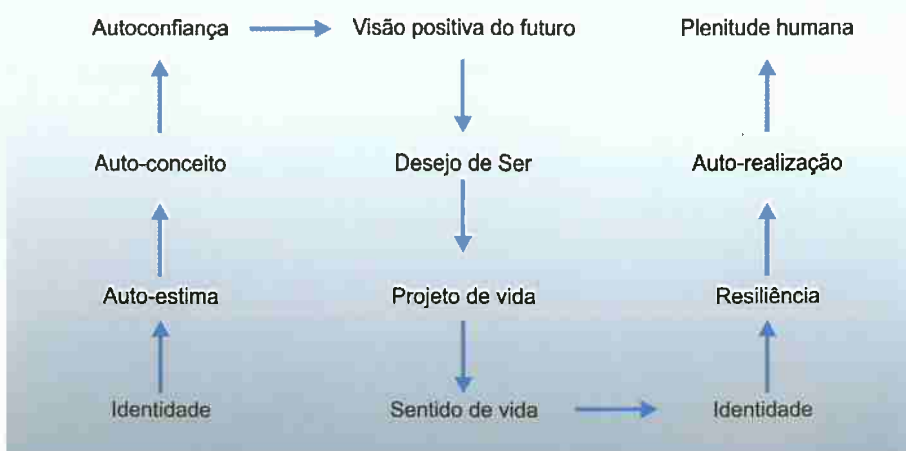 Autoconfiança Visão positiva do futuro Plenitude humana
Auto-conceito Desejo de Ser Auto-realização
Auto-estima Projeto de vida Resiliência
Identidade Sentido de vida Identidade